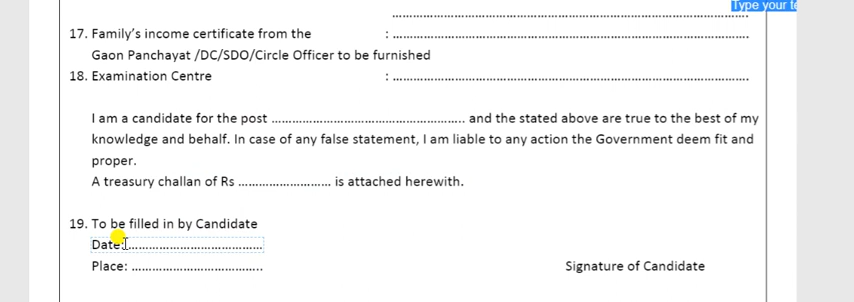 Type your te
........................................................................
17. Family's income certificate from the : ........................................................................
Gaon Panchayat /DC/SDO/Circle Officer to be furnished
18. Examination Centre : ........................................................................
I am a candidate for the post ...................................................... and the stated above are true to the best of my
knowledge and behalf. In case of any false statement, I am liable to any action the Government deem fit and
proper.
A treasury challan of Rs .......................... is attached herewith.
19. To be filled in by Candidate
Date: ......................................
Place: ..................................... Signature of Candidate